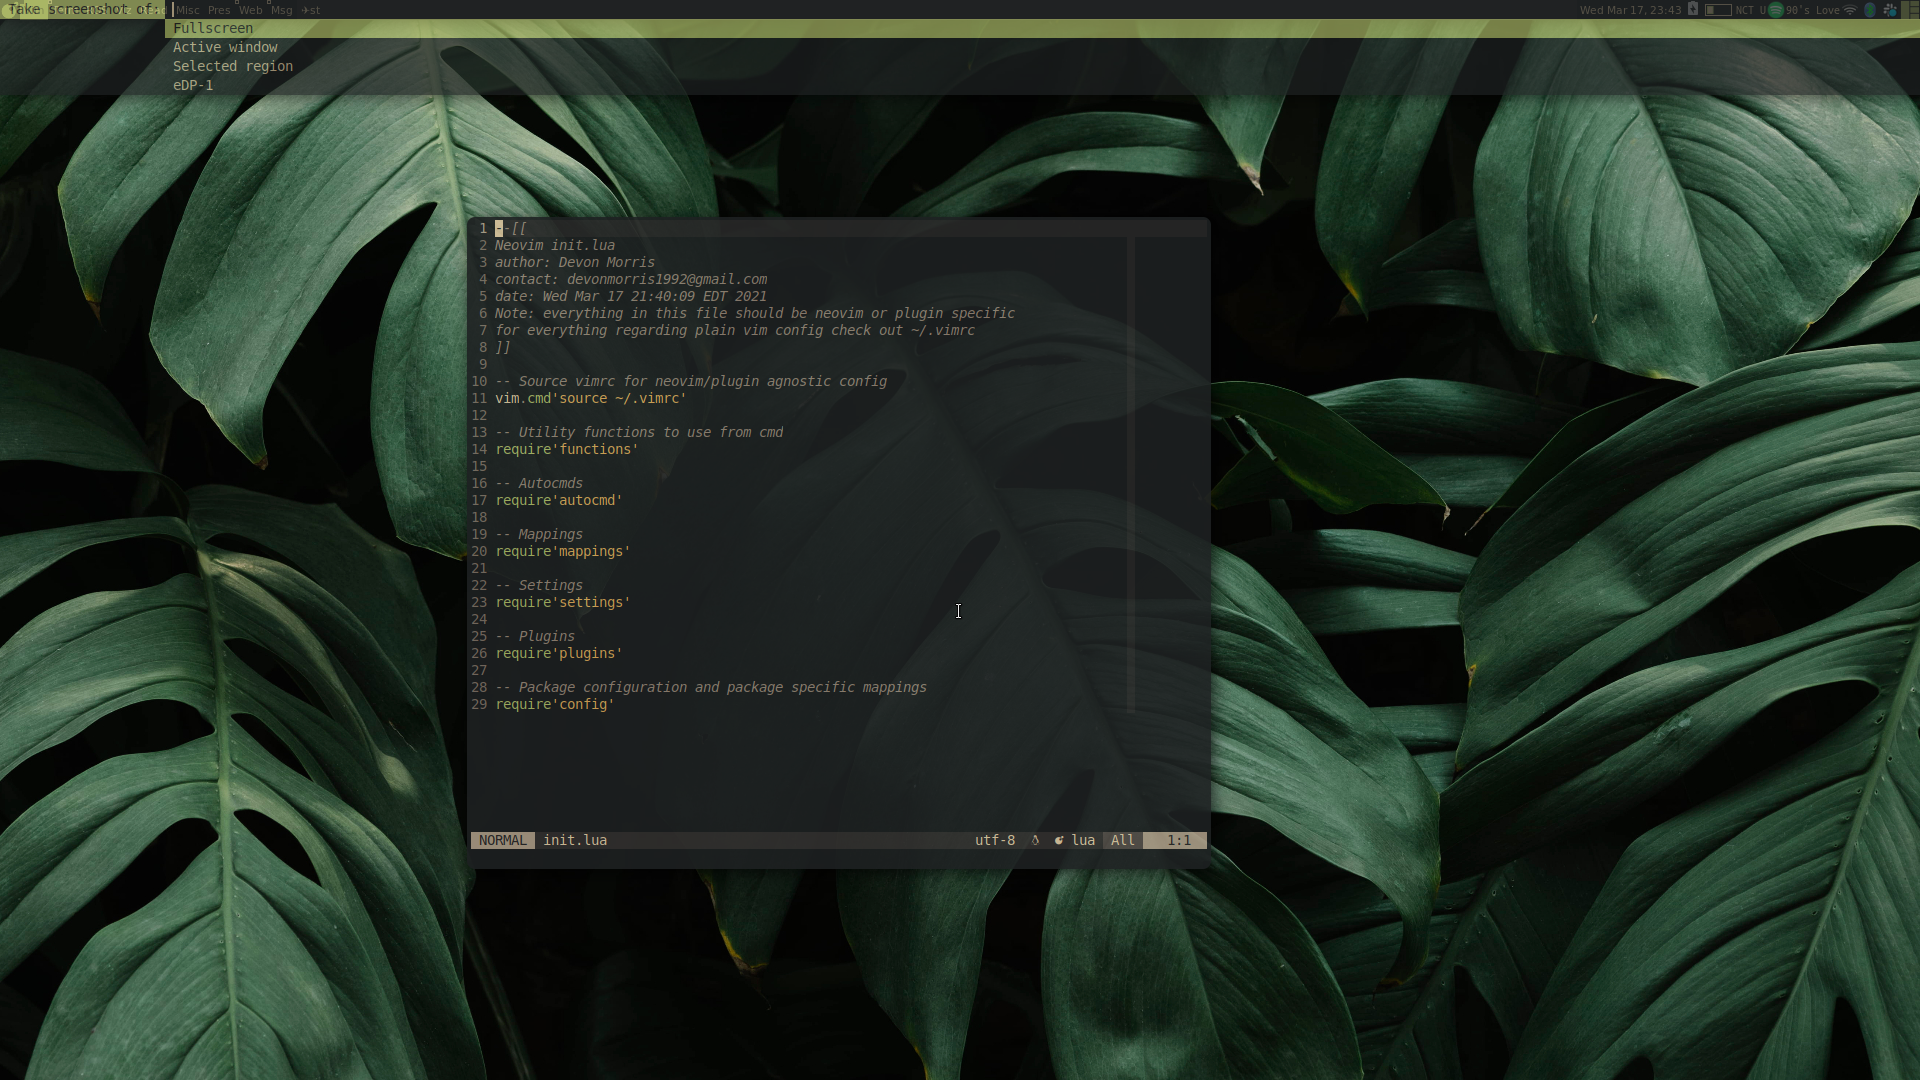 Take screenshot of:
Misc Pres Web Msg ✈st
Wed Mar 17, 23:43
NCT U
90's Love
Fullscreen
Active window
Selected region
eDP-1
1 --[[
2 Neovim init.lua
3 author: Devon Morris
4 contact: devonmorris1992@gmail.com
5 date: Wed Mar 17 21:40:09 EDT 2021
6 Note: everything in this file should be neovim or plugin specific
7 for everything regarding plain vim config check out ~/.vimrc
8 ]]
9
10 -- Source vimrc for neovim/plugin agnostic config
11 vim.cmd'source ~/.vimrc'
12
13 -- Utility functions to use from cmd
14 require'functions'
15
16 -- Autocmds
17 require'autocmd'
18
19 -- Mappings
20 require'mappings'
21
22 -- Settings
23 require'settings'
24
25 -- Plugins
26 require'plugins'
27
28 -- Package configuration and package specific mappings
29 require'config'
NORMAL init.lua utf-8 lua All 1:1